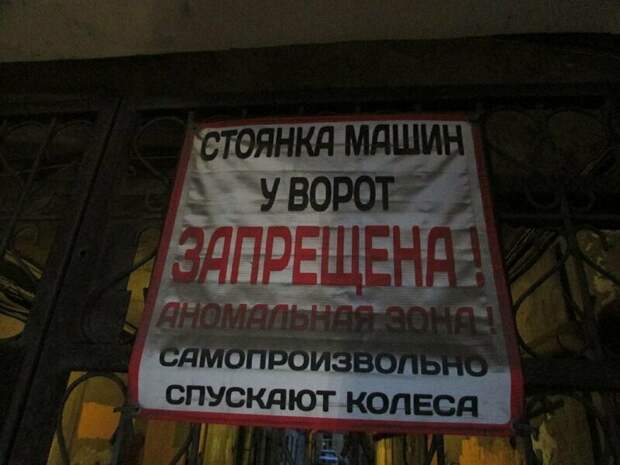 СТОЯНКА МАШИН
У ВОРОТ
ЗАПРЕЩЕНА!
АНОМАЛЬНАЯ ЗОНА!
САМОПРОИЗВОЛЬНО
СПУСКАЮТ КОЛЕСА